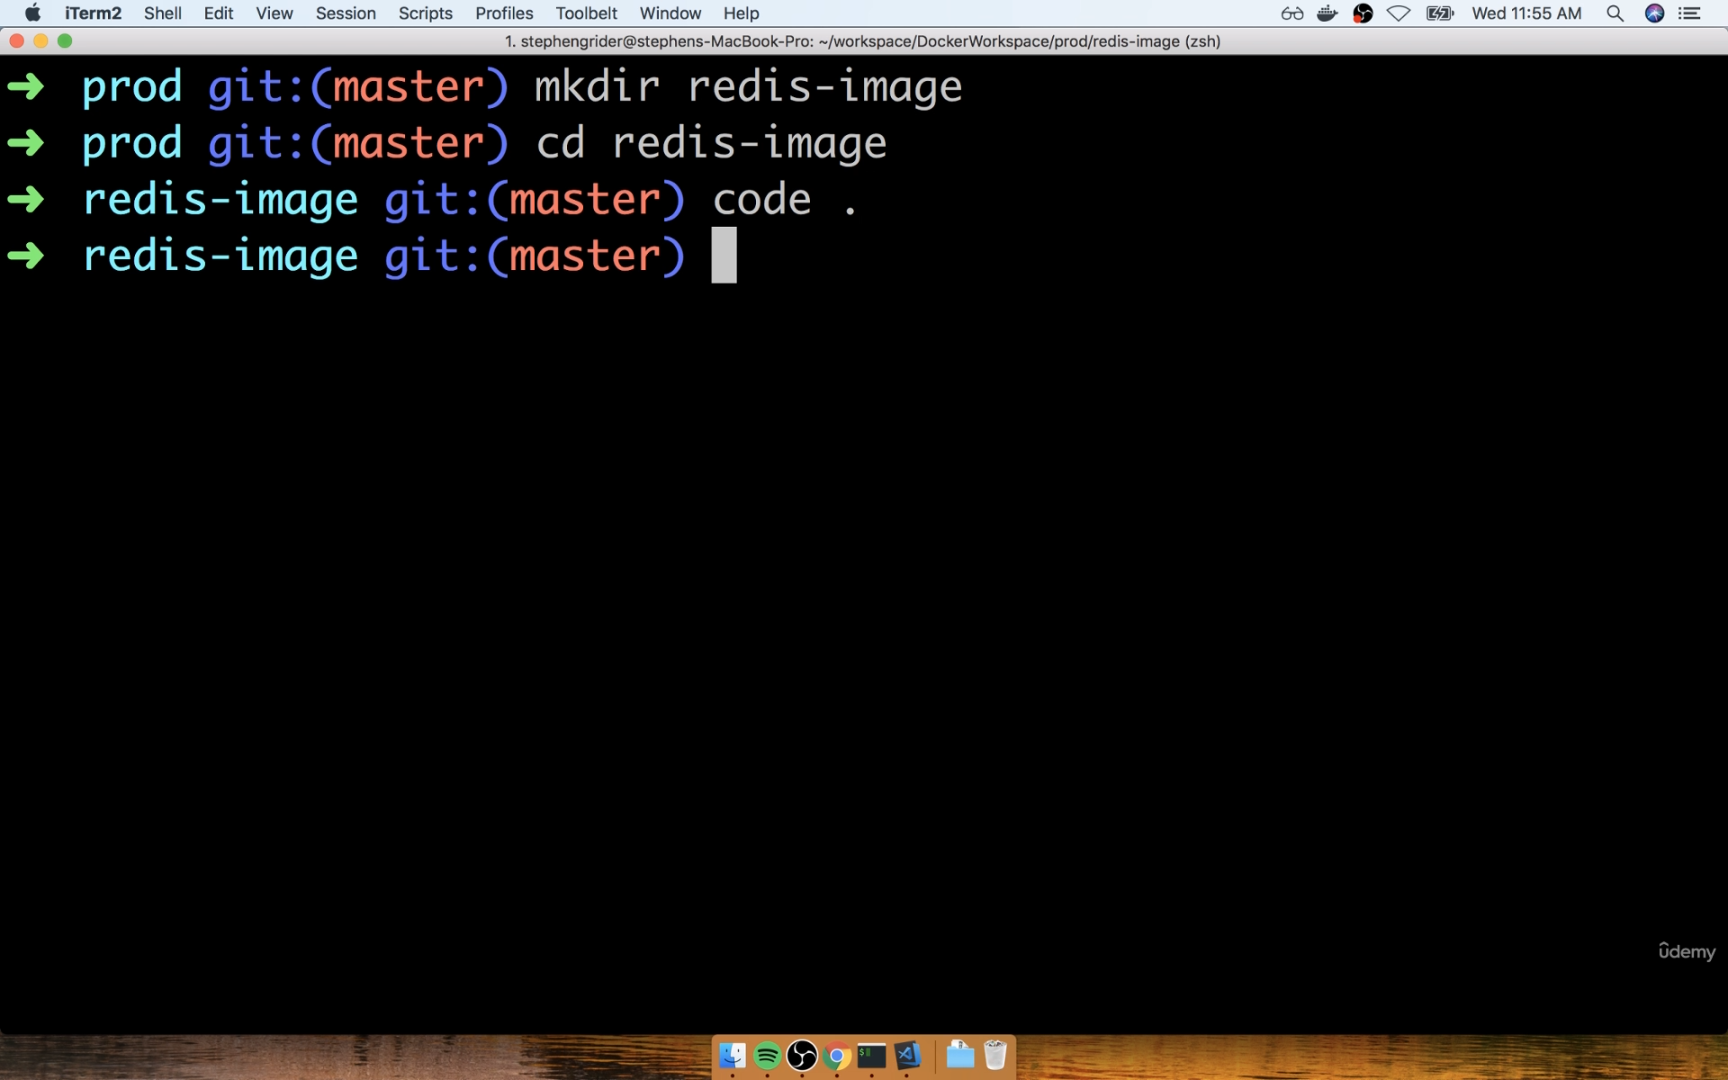 iTerm2 Shell Edit View Session Scripts Profiles Toolbelt Window Help Wed 11:55 AM
1. stephengrider@stephens-MacBook-Pro: ~/workspace/DockerWorkspace/prod/redis-image (zsh)
➜ prod git:(master) mkdir redis-image
➜ prod git:(master) cd redis-image
➜ redis-image git:(master) code .
➜ redis-image git:(master)
ûdemy